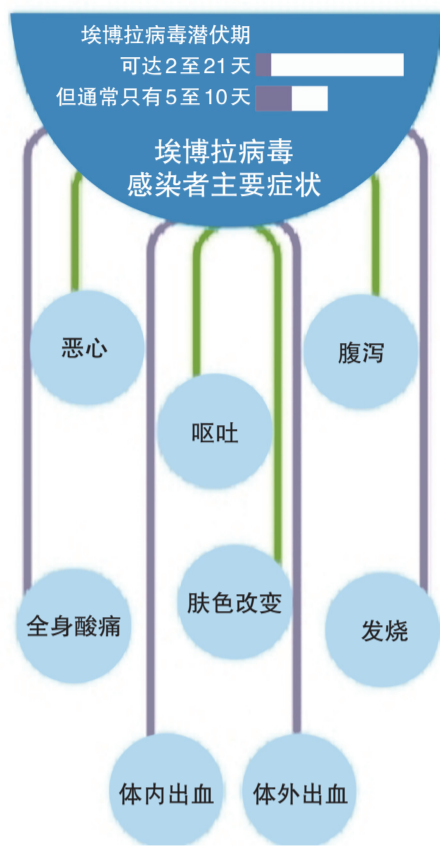 埃博拉病毒潜伏期
可达2至21天
但通常只有5至10天
埃博拉病毒
感染者主要症状
恶心
腹泻
呕吐
全身酸痛
肤色改变
发烧
体内出血
体外出血